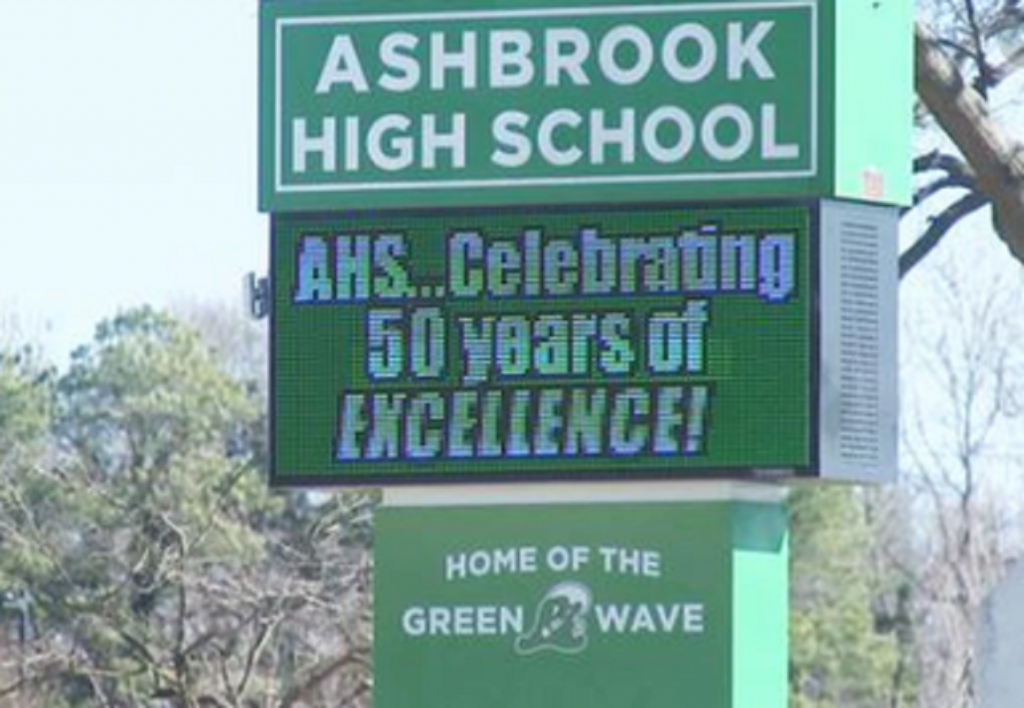 ASHBROOK
HIGH SCHOOL
AHS...Celebrating
50 years of
EXCELLENCE!
HOME OF THE
GREEN WAVE